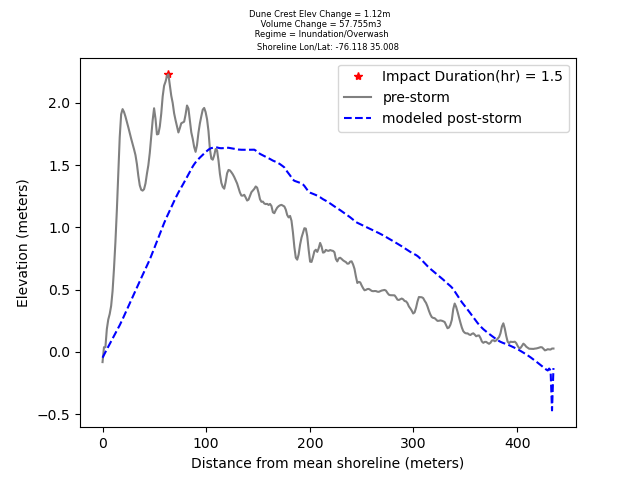 Dune Crest Elev Change = 1.12m
Volume Change = 57.755m3
Regime = Inundation/Overwash
Shoreline Lon/Lat: -76.118 35.008
Impact Duration(hr) = 1.5
pre-storm
modeled post-storm
Elevation (meters)
2.0
1.5
1.0
0.5
0.0
−0.5
0 100 200 300 400
Distance from mean shoreline (meters)